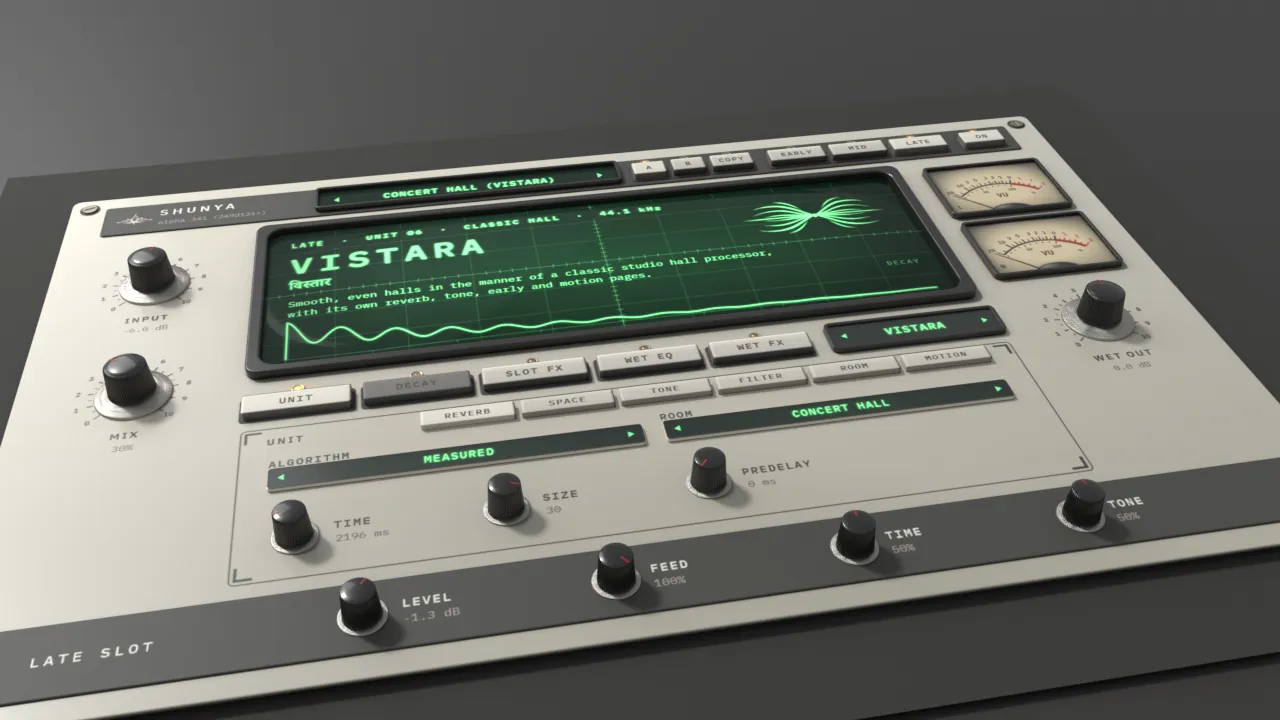 SHUNYA
CONCERT HALL (VISTARA)
A
B
COPY
EARLY
MID
LATE
ON
LATE · UNIT 06 · CLASSIC HALL · 44.1 kHz
VISTARA
विस्तार
Smooth, even halls in the manner of a classic studio hall processor,
with its own reverb, tone, early and motion pages.
DECAY
VU
VU
INPUT
-6.0 dB
MIX
30%
WET OUT
0.0 dB
UNIT
DECAY
SLOT FX
WET EQ
WET FX
VISTARA
REVERB
SPACE
TONE
FILTER
ROOM
MOTION
UNIT
ALGORITHM
MEASURED
ROOM
CONCERT HALL
TIME
2196 ms
SIZE
30
PREDELAY
0 ms
LATE SLOT
LEVEL
-1.3 dB
FEED
100%
TIME
50%
TONE
50%